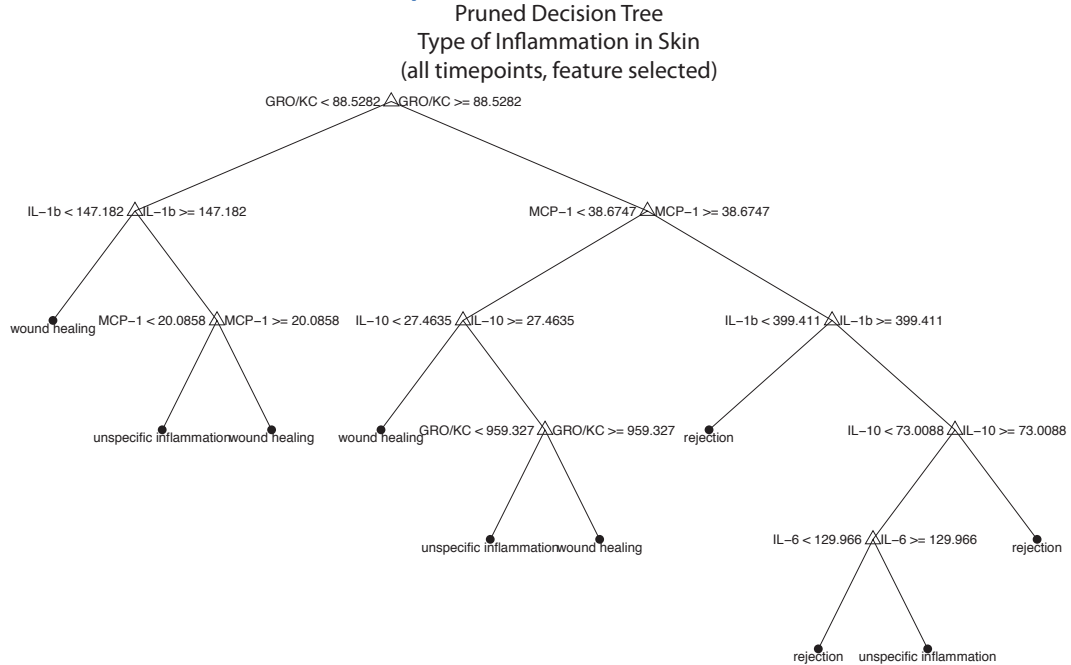 Pruned Decision Tree
Type of Inflammation in Skin
(all timepoints, feature selected)
GRO/KC < 88.5282 GRO/KC >= 88.5282
IL−1b < 147.182 IL−1b >= 147.182 MCP−1 < 38.6747 MCP−1 >= 38.6747
wound healing MCP−1 < 20.0858 MCP−1 >= 20.0858 IL−10 < 27.4635 IL−10 >= 27.4635 IL−1b < 399.411 IL−1b >= 399.411
unspecific inflammation wound healing wound healing GRO/KC < 959.327 GRO/KC >= 959.327 rejection IL−10 < 73.0088 IL−10 >= 73.0088
unspecific inflammation wound healing IL−6 < 129.966 IL−6 >= 129.966 rejection
rejection unspecific inflammation